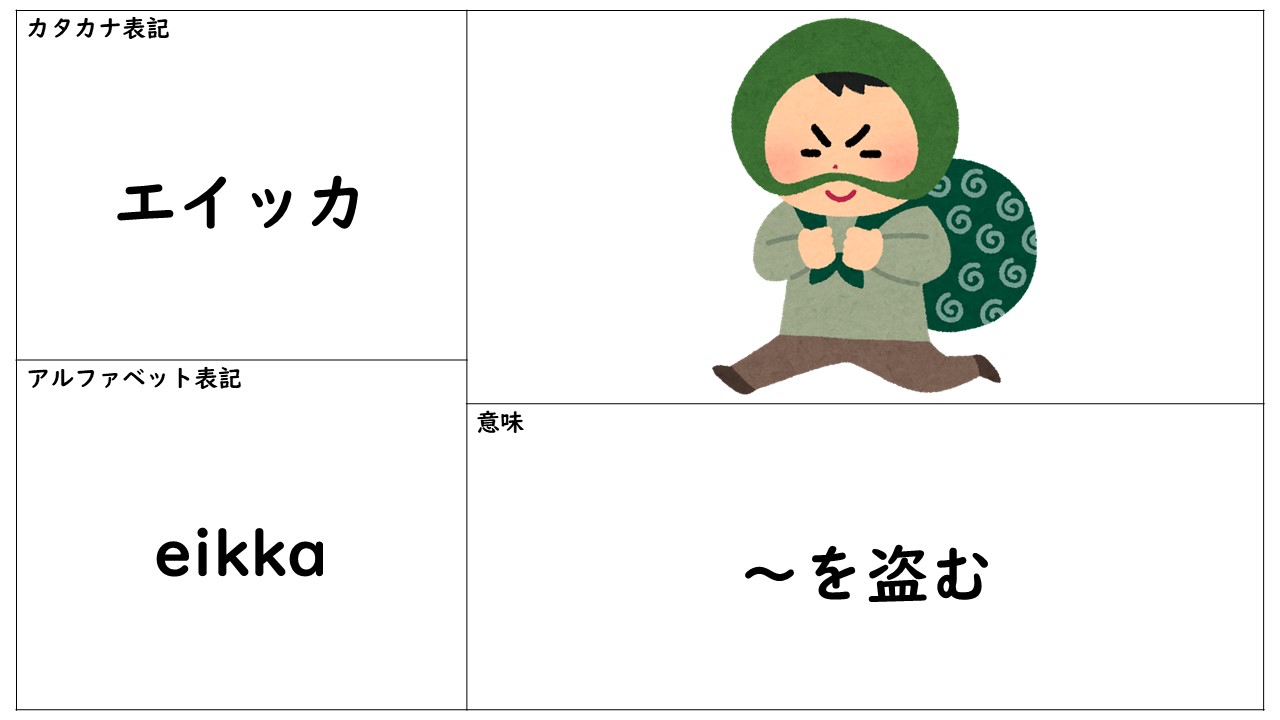 カタカナ表記
エイッカ
アルファベット表記
eikka
意味
～を盗む